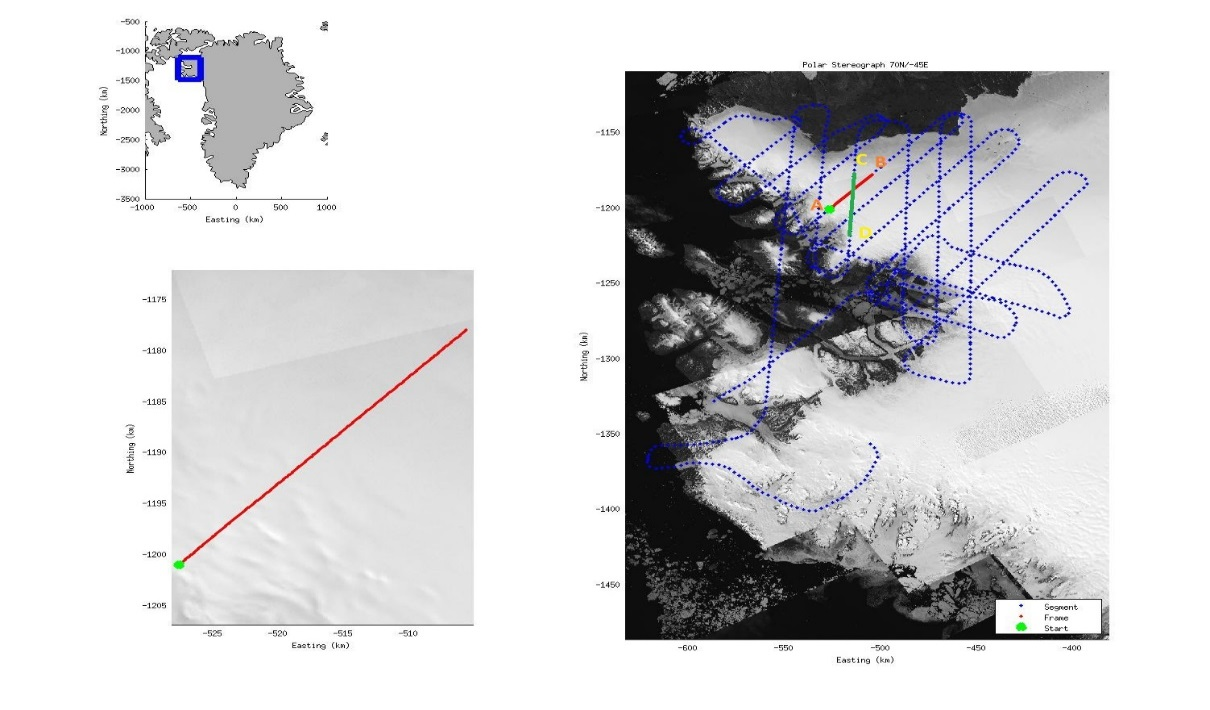 -500
-1000
-1500
-2000
-2500
-3000
-3500
Northing (km)
-1000 -500 0 500 1000
Easting (km)
-1175
-1180
-1185
-1190
-1195
-1200
-1205
Northing (km)
-525 -520 -515 -510
Easting (km)
Polar Stereograph 70N/-45E
-1150
-1200
-1250
-1300
-1350
-1400
-1450
Northing (km)
C B
A
D
Segment
Frame
Start
-600 -550 -500 -450 -400
Easting (km)